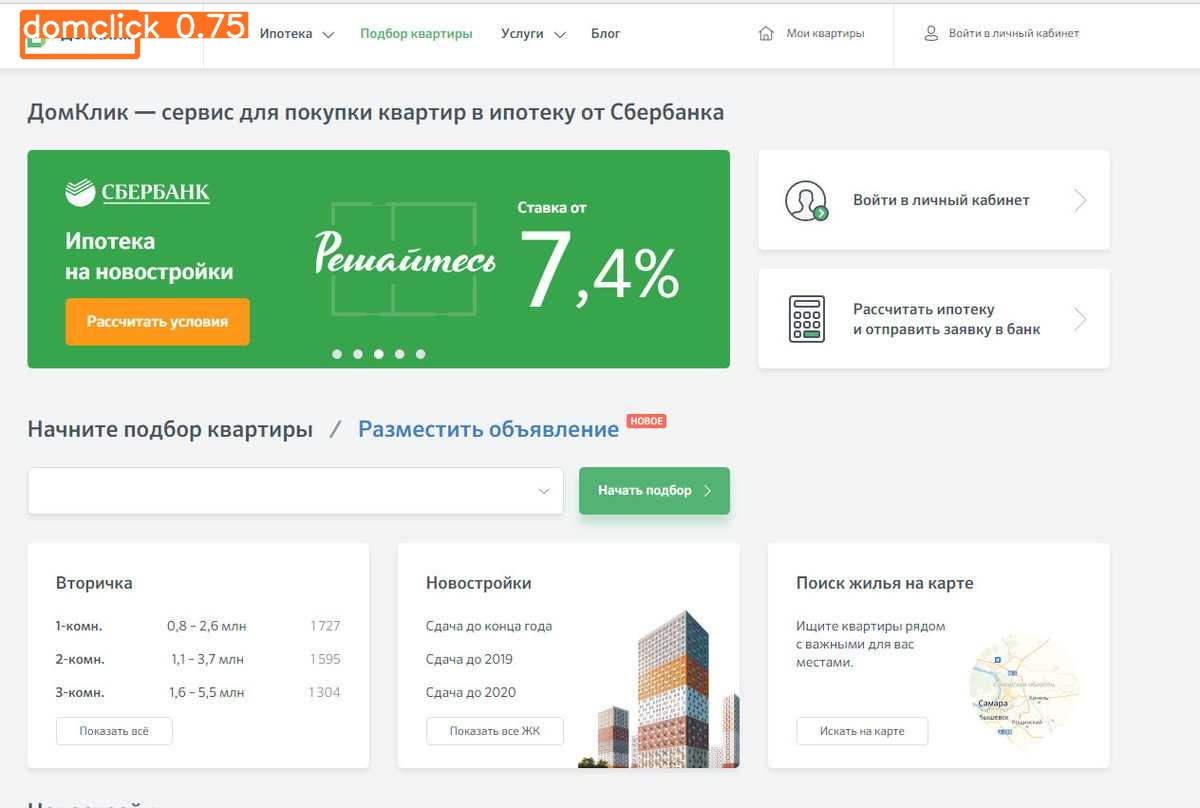 domclick 0.75
Ипотека
Подбор квартиры
Услуги
Блог
Мои квартиры
Войти в личный кабинет
ДомКлик — сервис для покупки квартир в ипотеку от Сбербанка
СБЕРБАНК
Ипотека
на новостройки
Рассчитать условия
Решайтесь
Ставка от
7,4%
Войти в личный кабинет
Рассчитать ипотеку
и отправить заявку в банк
Начните подбор квартиры / Разместить объявление НОВОЕ
Начать подбор
Вторичка
1-комн. 0,8 – 2,6 млн 1 727
2-комн. 1,1 – 3,7 млн 1 595
3-комн. 1,6 – 5,5 млн 1 304
Показать всё
Новостройки
Сдача до конца года
Сдача до 2019
Сдача до 2020
Показать все ЖК
Поиск жилья на карте
Ищите квартиры рядом
с важными для вас
местами.
Самарская область
Кинель
Самара
йбышевск
Рощинский
Искать на карте